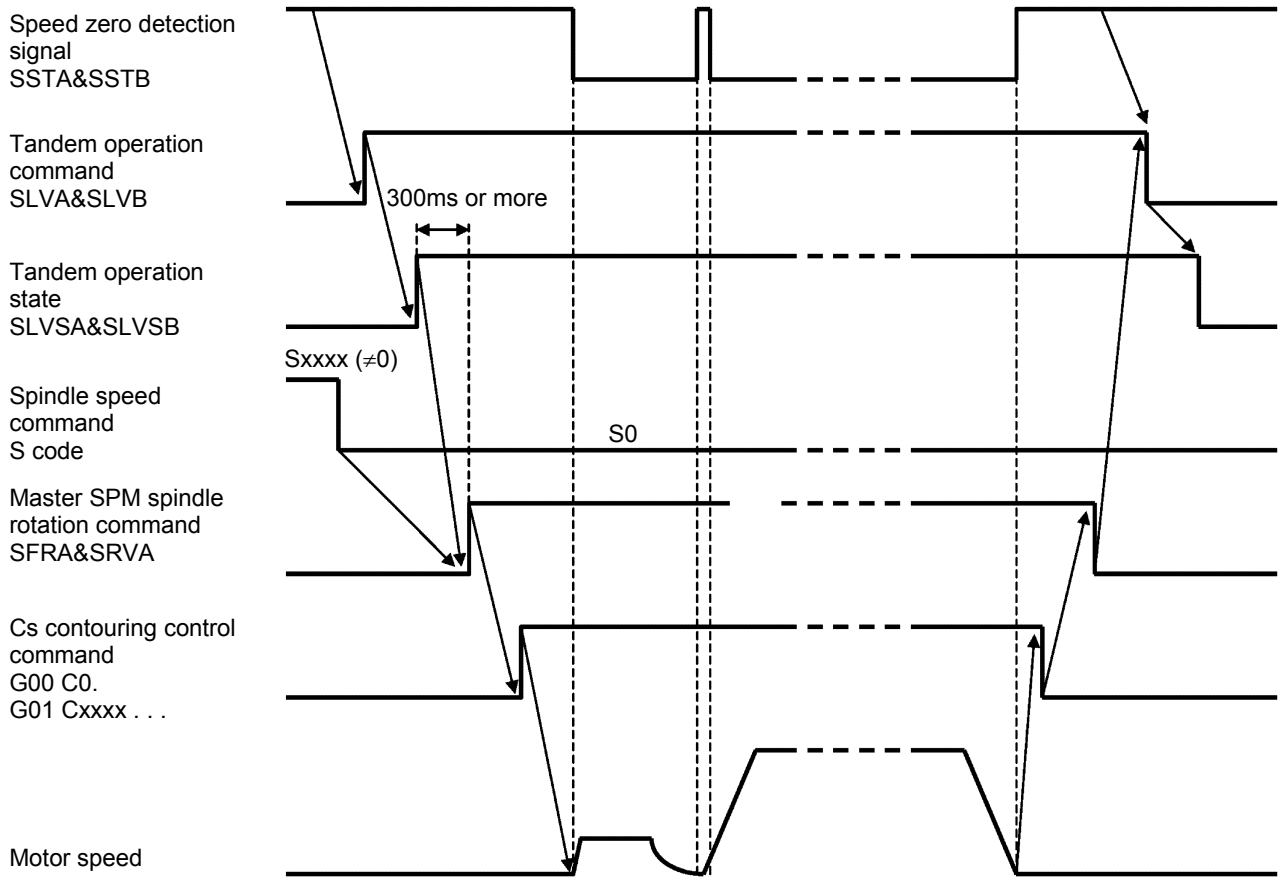 Speed zero detection
signal
SSTA&SSTB
Tandem operation
command
SLVA&SLVB
300ms or more
Tandem operation
state
SLVSA&SLVSB
Sxxxx (≠0)
Spindle speed
command
S code
S0
Master SPM spindle
rotation command
SFRA&SRVA
Cs contouring control
command
G00 C0.
G01 Cxxxx . . .
Motor speed